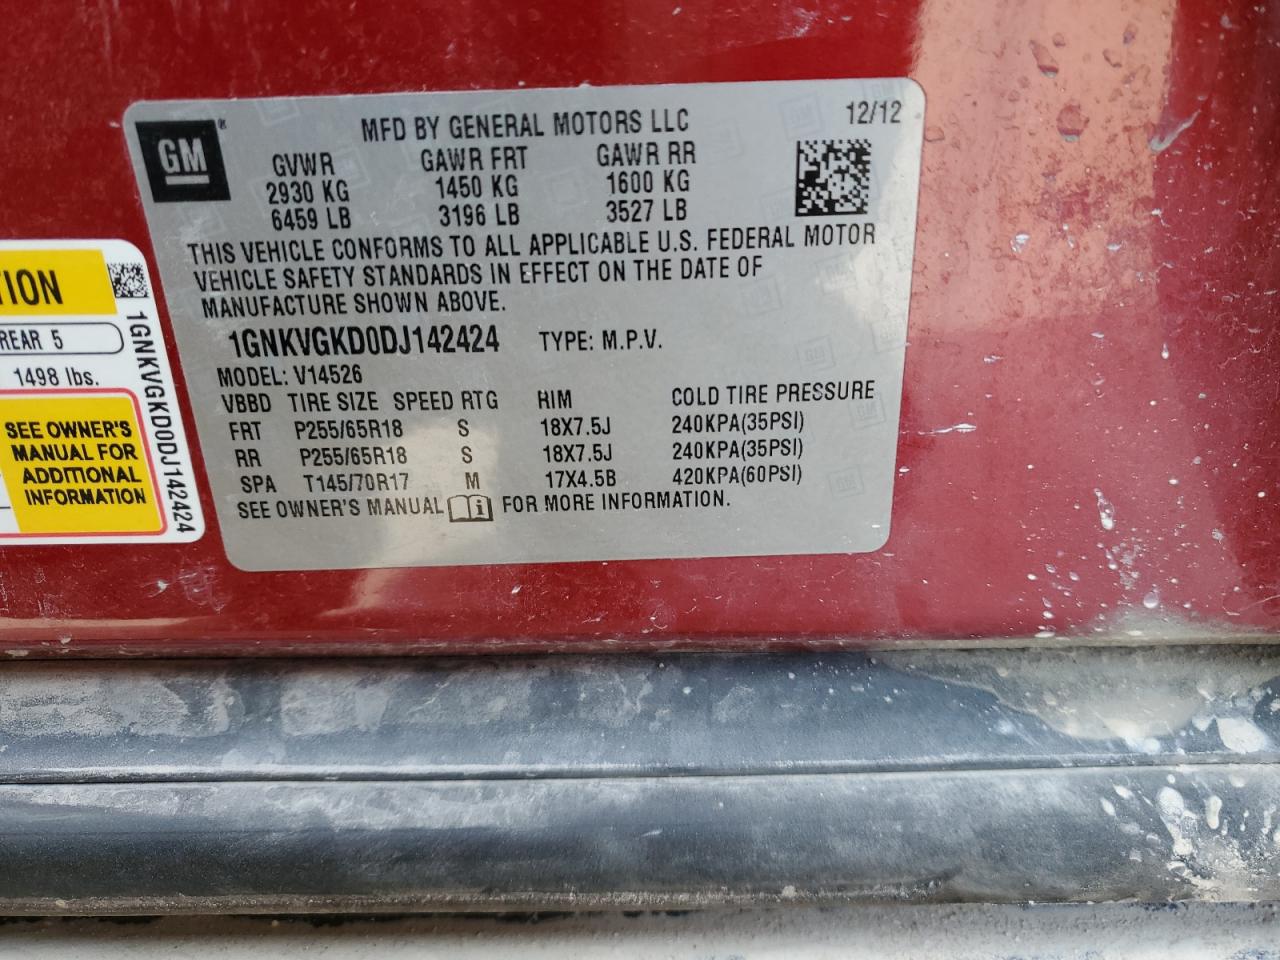 GM
MFD BY GENERAL MOTORS LLC 12/12
GVWR GAWR FRT GAWR RR
2930 KG 1450 KG 1600 KG
6459 LB 3196 LB 3527 LB
THIS VEHICLE CONFORMS TO ALL APPLICABLE U.S. FEDERAL MOTOR
VEHICLE SAFETY STANDARDS IN EFFECT ON THE DATE OF
MANUFACTURE SHOWN ABOVE.
1GNKVGKD0DJ142424 TYPE: M.P.V.
MODEL: V14526
VBBD TIRE SIZE SPEED RTG RIM COLD TIRE PRESSURE
FRT P255/65R18 S 18X7.5J 240KPA(35PSI)
RR P255/65R18 S 18X7.5J 240KPA(35PSI)
SPA T145/70R17 M 17X4.5B 420KPA(60PSI)
SEE OWNER'S MANUAL i FOR MORE INFORMATION.
TION
REAR 5
1498 lbs.
SEE OWNER'S
MANUAL FOR
ADDITIONAL
INFORMATION
1GNKVGKD0DJ142424